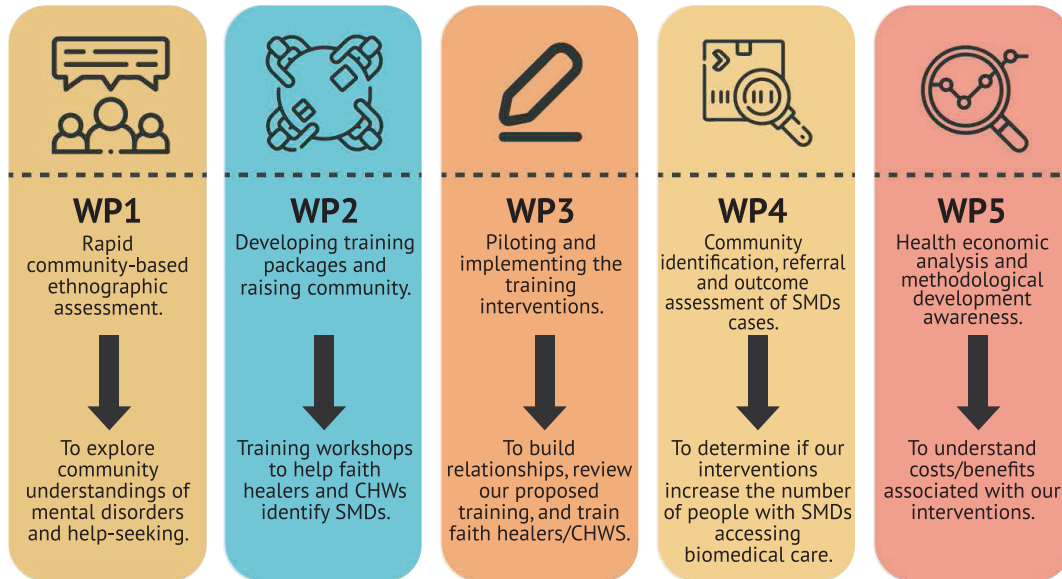 WP1
Rapid
community-based
ethnographic
assessment.
To explore
community
understandings of
mental disorders
and help-seeking.
WP2
Developing training
packages and
raising community.
Training workshops
to help faith
healers and CHWs
identify SMDs.
WP3
Piloting and
implementing the
training
interventions.
To build
relationships, review
our proposed
training, and train
faith healers/CHWS.
WP4
Community
identification, referral
and outcome
assessment of SMDs
cases.
To determine if our
interventions
increase the number
of people with SMDs
accessing
biomedical care.
WP5
Health economic
analysis and
methodological
development
awareness.
To understand
costs/benefits
associated with our
interventions.